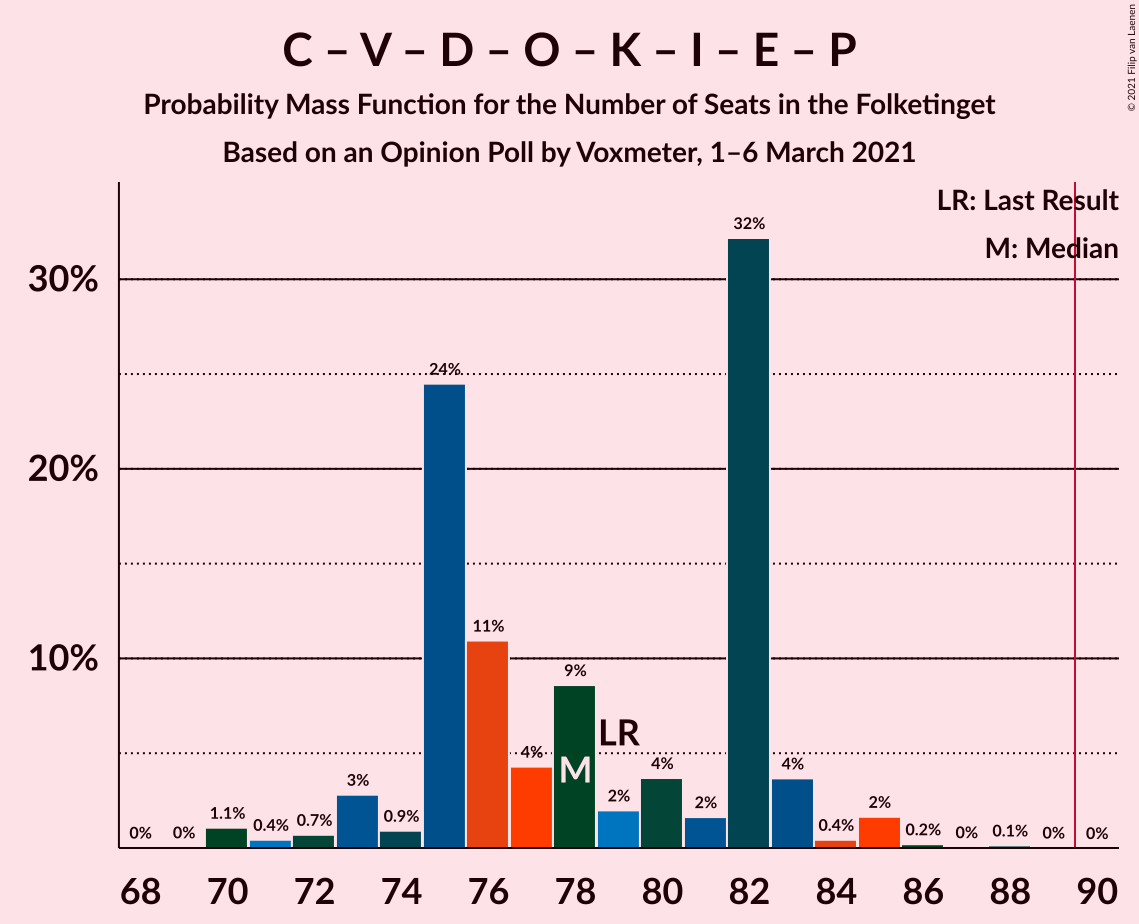 C – V – D – O – K – I – E – P
Probability Mass Function for the Number of Seats in the Folketinget
Based on an Opinion Poll by Voxmeter, 1–6 March 2021
© 2021 Filip van Laenen
LR: Last Result
M: Median
30%
20%
10%
0% 0% 1.1% 0.4% 0.7% 3% 0.9% 24% 11% 4% 9% 2% 4% 2% 32% 4% 0.4% 2% 0.2% 0% 0.1% 0% 0%
LR
M
68 70 72 74 76 78 80 82 84 86 88 90